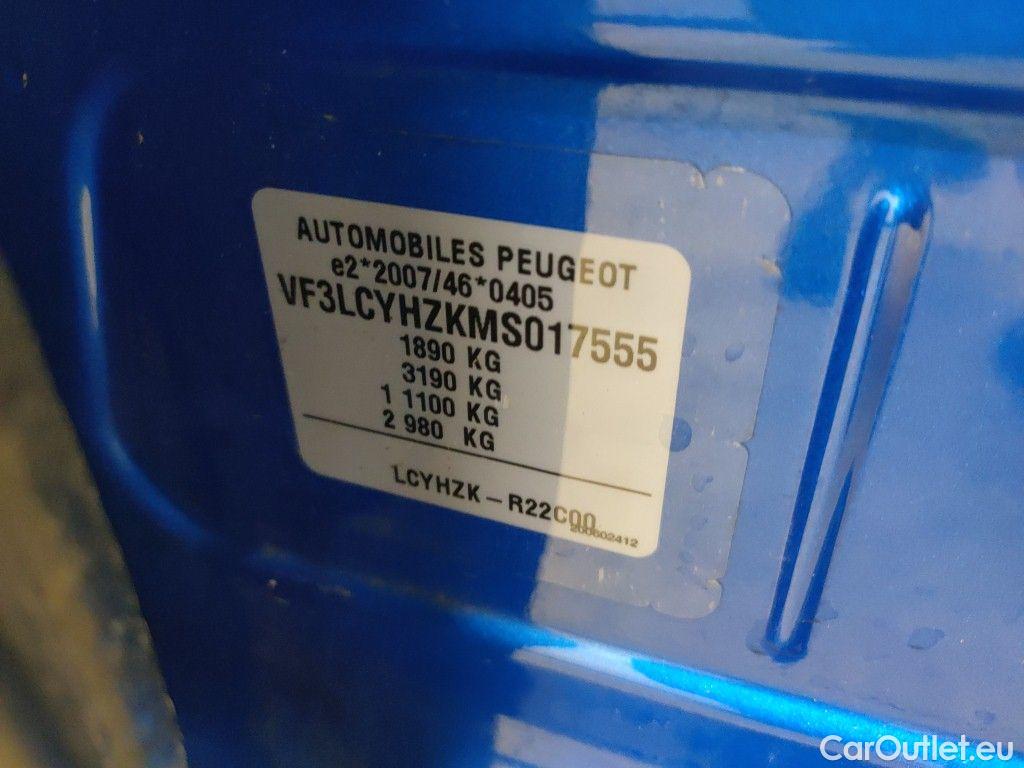 AUTOMOBILES PEUGEOT
e2*2007/46*0405
VF3LCYHZKMS017555
1890 KG
3190 KG
1 1100 KG
2 980 KG
LCYHZK - R22C00
200602412
CarOutlet.eu